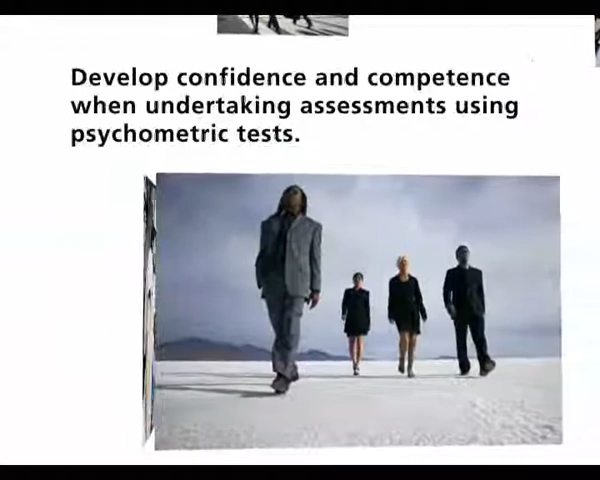 Develop confidence and competence
when undertaking assessments using
psychometric tests.